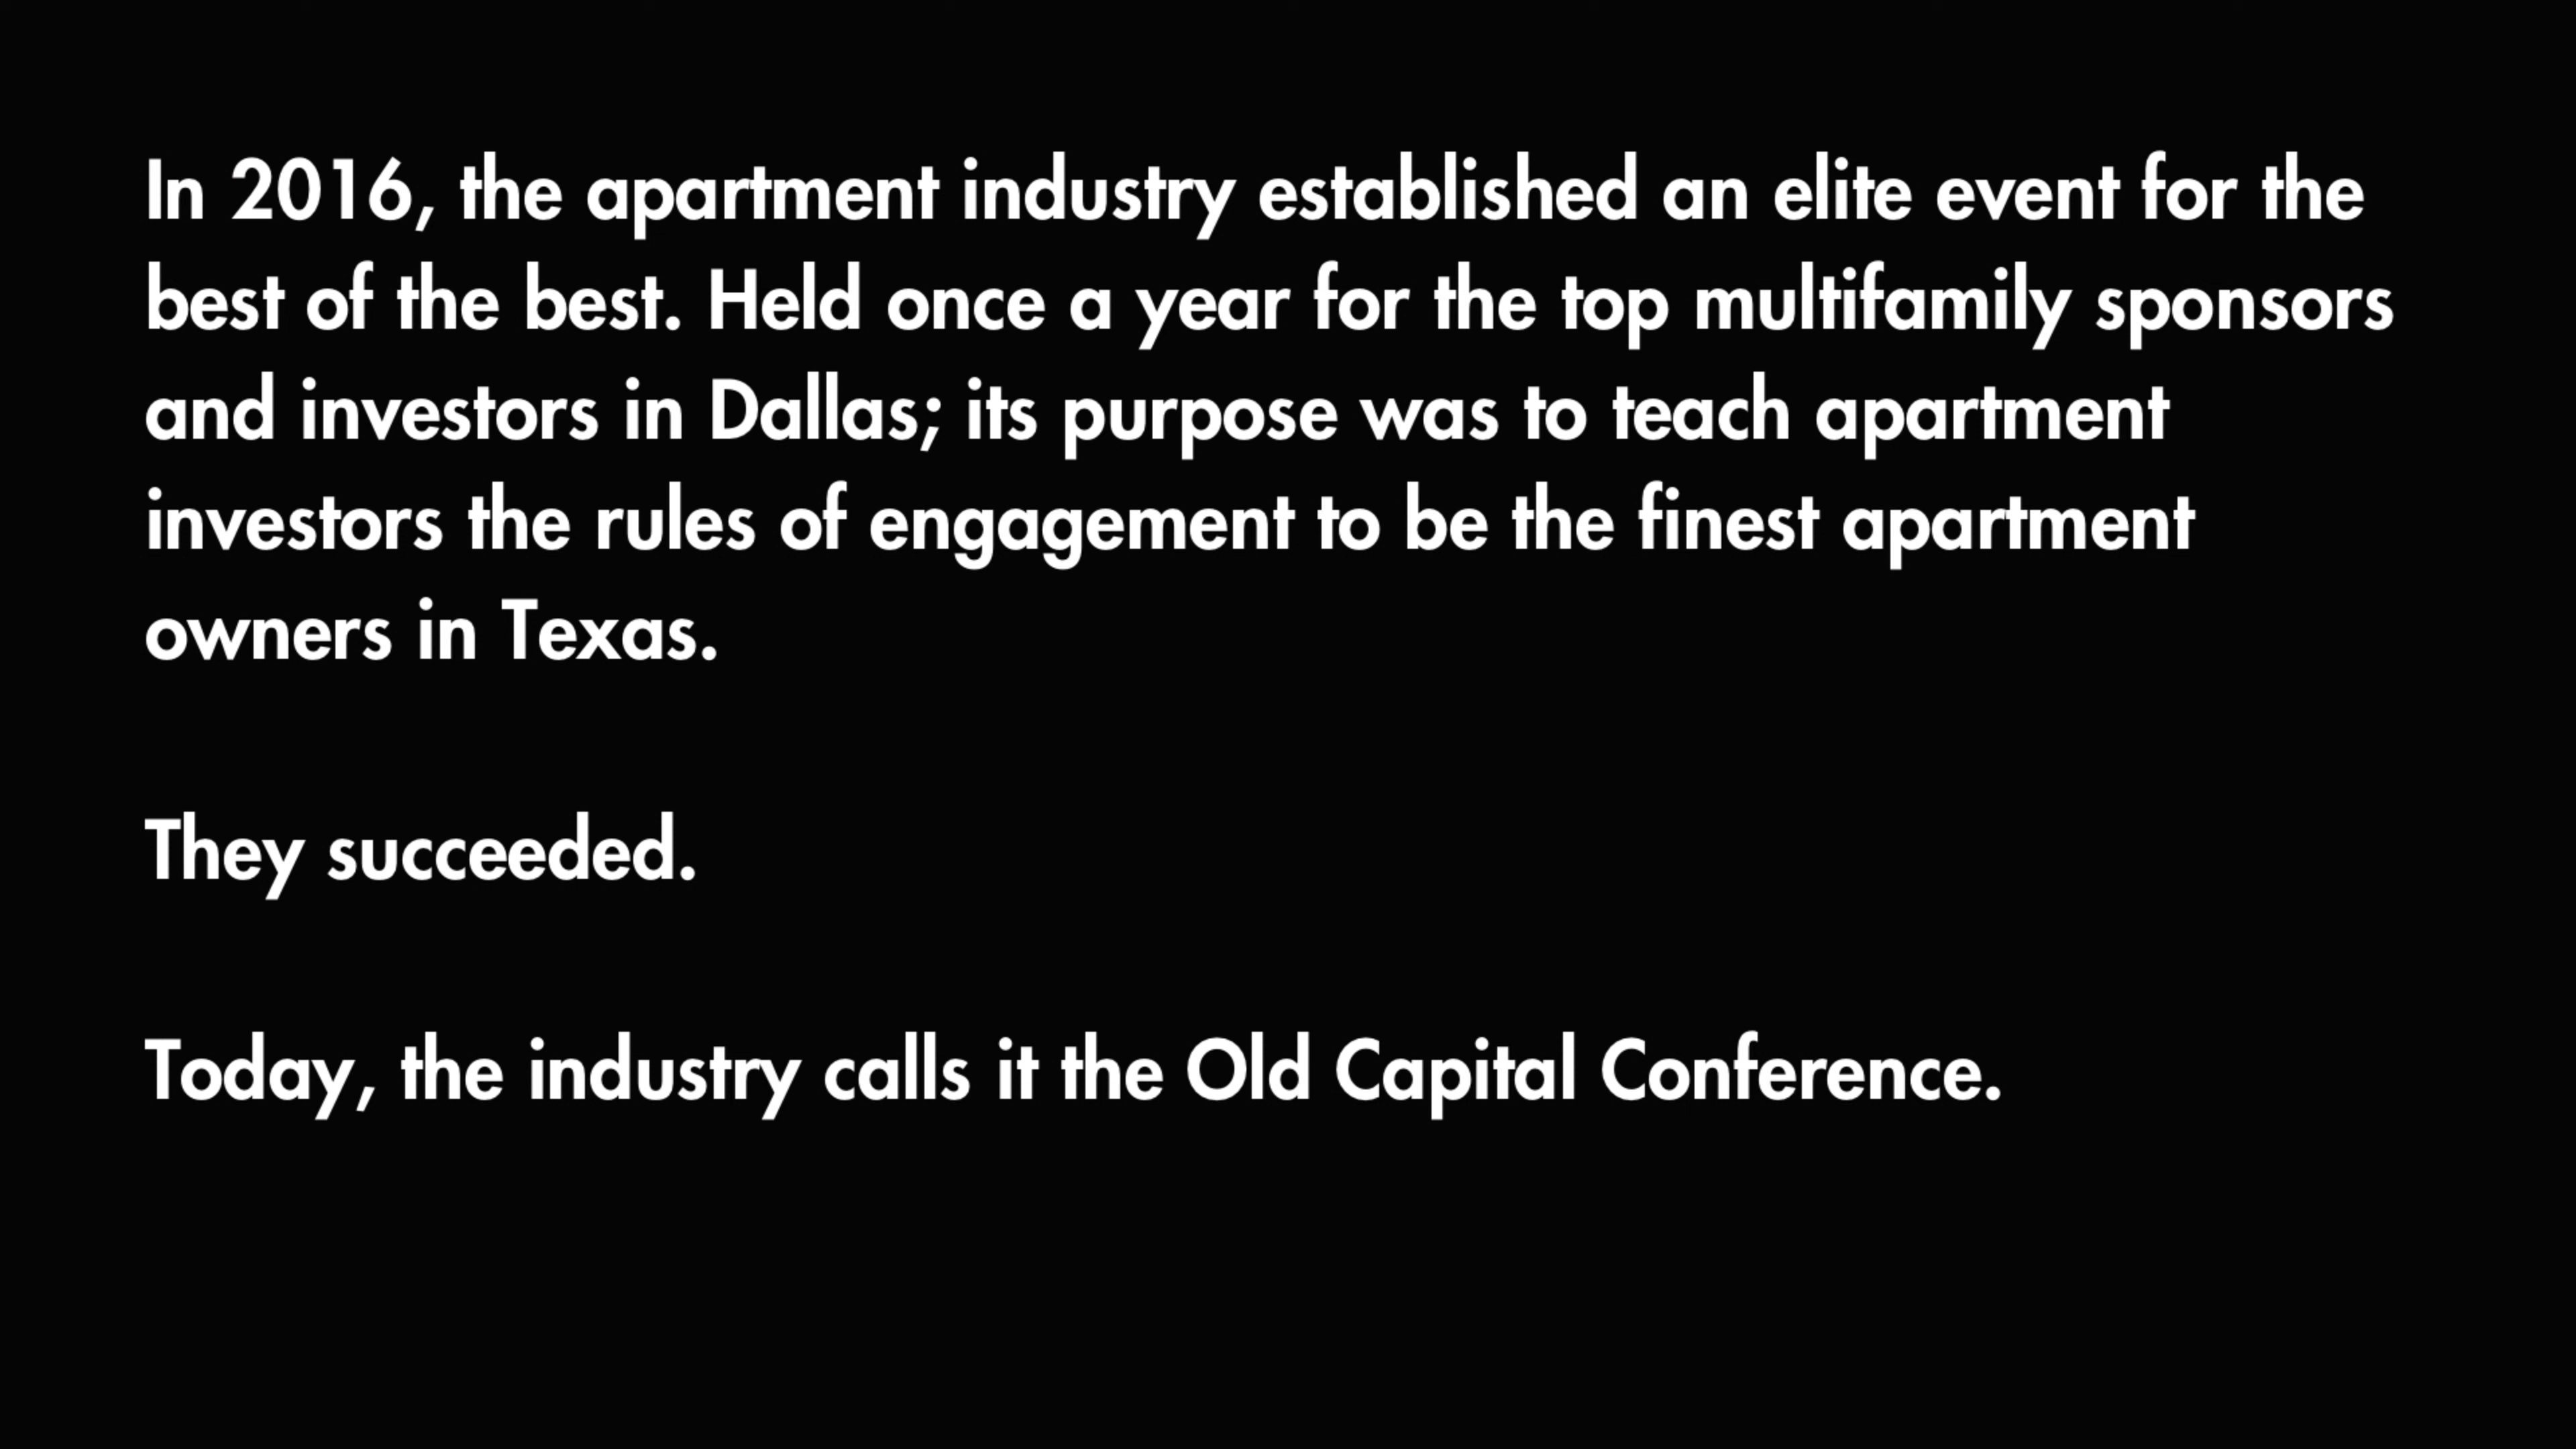 In 2016, the apartment industry established an elite event for the
best of the best. Held once a year for the top multifamily sponsors
and investors in Dallas; its purpose was to teach apartment
investors the rules of engagement to be the finest apartment
owners in Texas.
They succeeded.
Today, the industry calls it the Old Capital Conference.